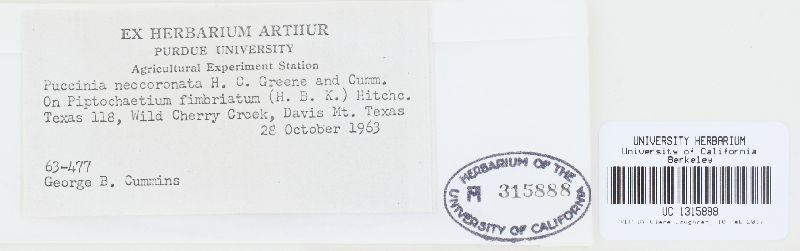 EX HERBARIUM ARTHUR
PURDUE UNIVERSITY
Agricultural Experiment Station
Puccinia neocoronata H. C. Greene and Cumm.
On Piptochaetium fimbriatum (H. B. K.) Hitchc.
Texas 118, Wild Cherry Creek, Davis Mt. Texas
28 October 1963
63-477
George B. Cummins
HERBARIUM OF THE
315888
UNIVERSITY OF CALIFORNIA
UNIVERSITY HERBARIUM
University of California
Berkeley
UC 1315888